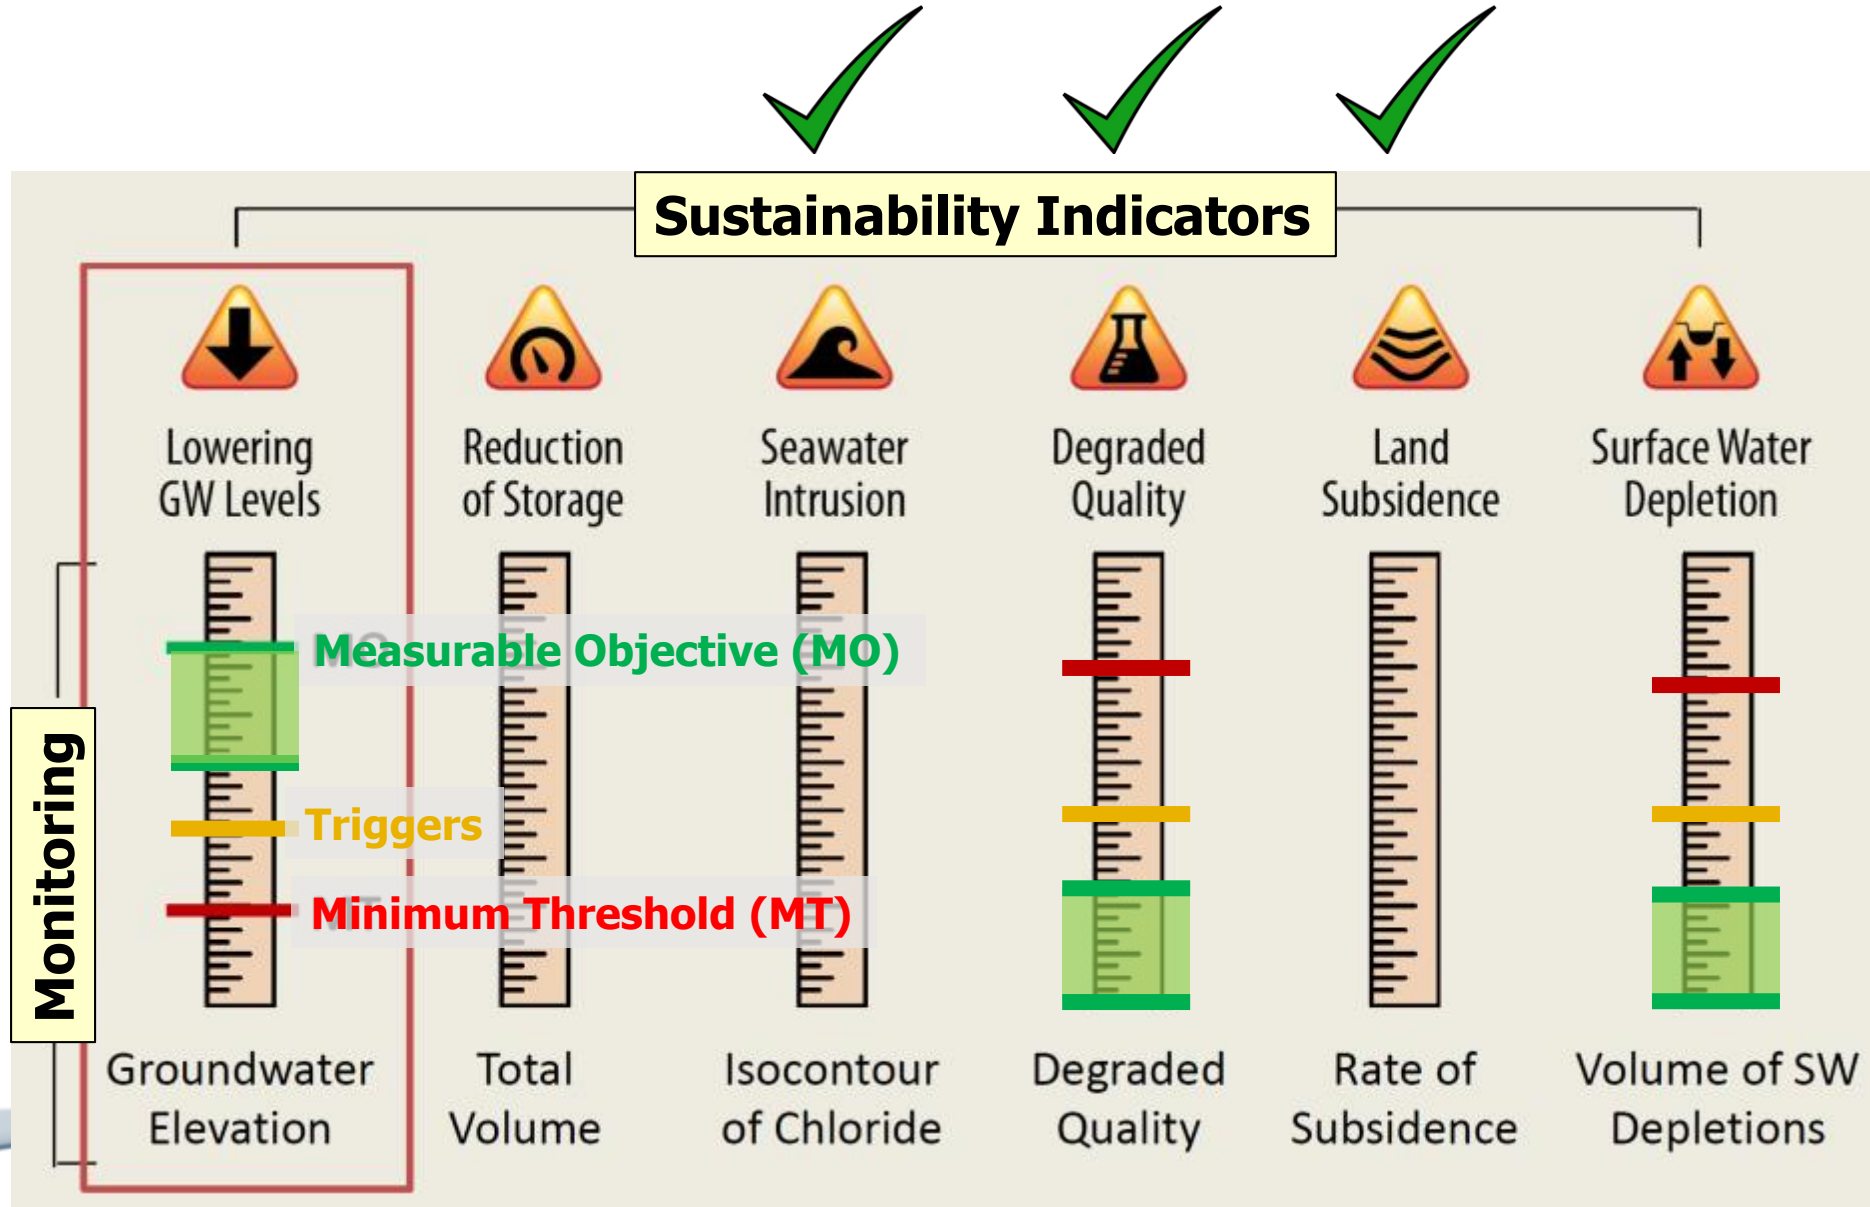 Sustainability Indicators
Lowering
GW Levels
Reduction
of Storage
Seawater
Intrusion
Degraded
Quality
Land
Subsidence
Surface Water
Depletion
Monitoring
Measurable Objective (MO)
Triggers
Minimum Threshold (MT)
Groundwater
Elevation
Total
Volume
Isocontour
of Chloride
Degraded
Quality
Rate of
Subsidence
Volume of SW
Depletions